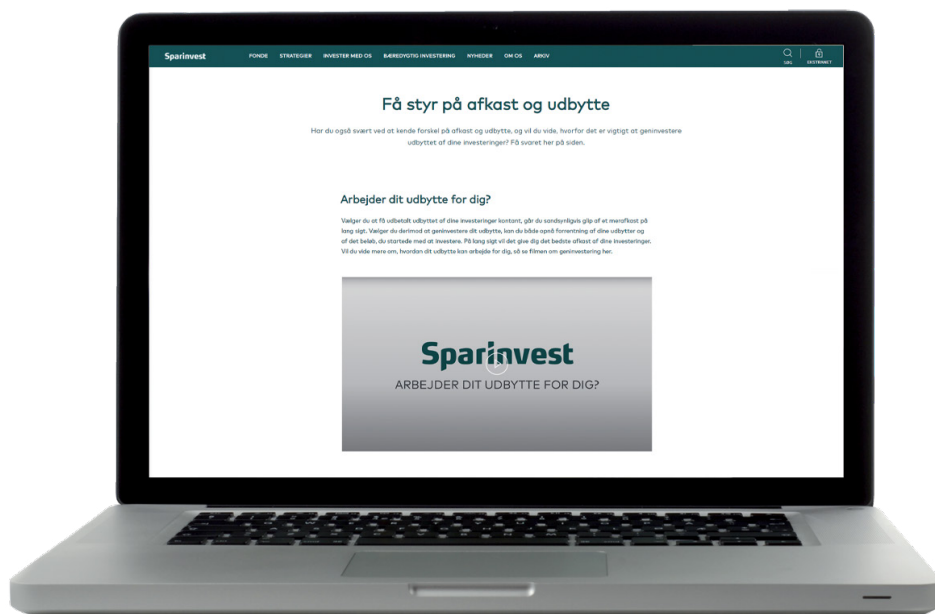 Sparinvest FONDE STRATEGIER INVESTER MED OS BÆREDYGTIG INVESTERING NYHEDER OM OS ARKIV
SØG EKSTRANET
Få styr på afkast og udbytte
Har du også svært ved at kende forskel på afkast og udbytte, og vil du vide, hvorfor det er vigtigt at geninvestere
udbyttet af dine investeringer? Få svaret her på siden.
Arbejder dit udbytte for dig?
Vælger du at få udbetalt udbyttet af dine investeringer kontant, går du sandsynligvis glip af et merafkast på
lang sigt. Vælger du derimod at geninvestere dit udbytte, kan du både opnå forrentning af dine udbytter og
af det beløb, du startede med at investere. På lang sigt vil det give dig det bedste afkast af dine investeringer.
Vil du vide mere om, hvordan dit udbytte kan arbejde for dig, så se filmen om geninvestering her.
Sparinvest
ARBEJDER DIT UDBYTTE FOR DIG?